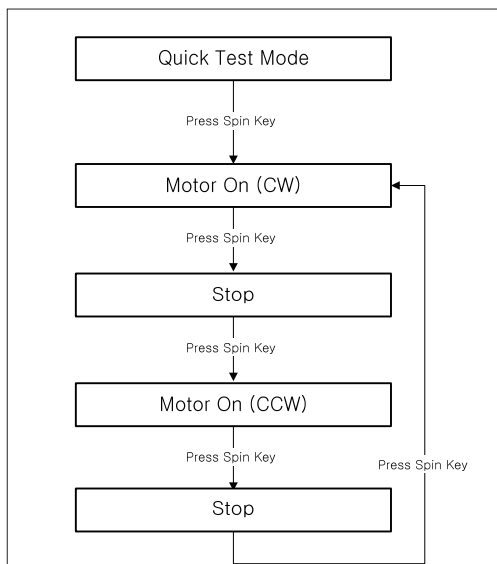 Quick Test Mode
Press Spin Key
Motor On (CW)
Press Spin Key
Stop
Press Spin Key
Motor On (CCW)
Press Spin Key
Press Spin Key
Stop